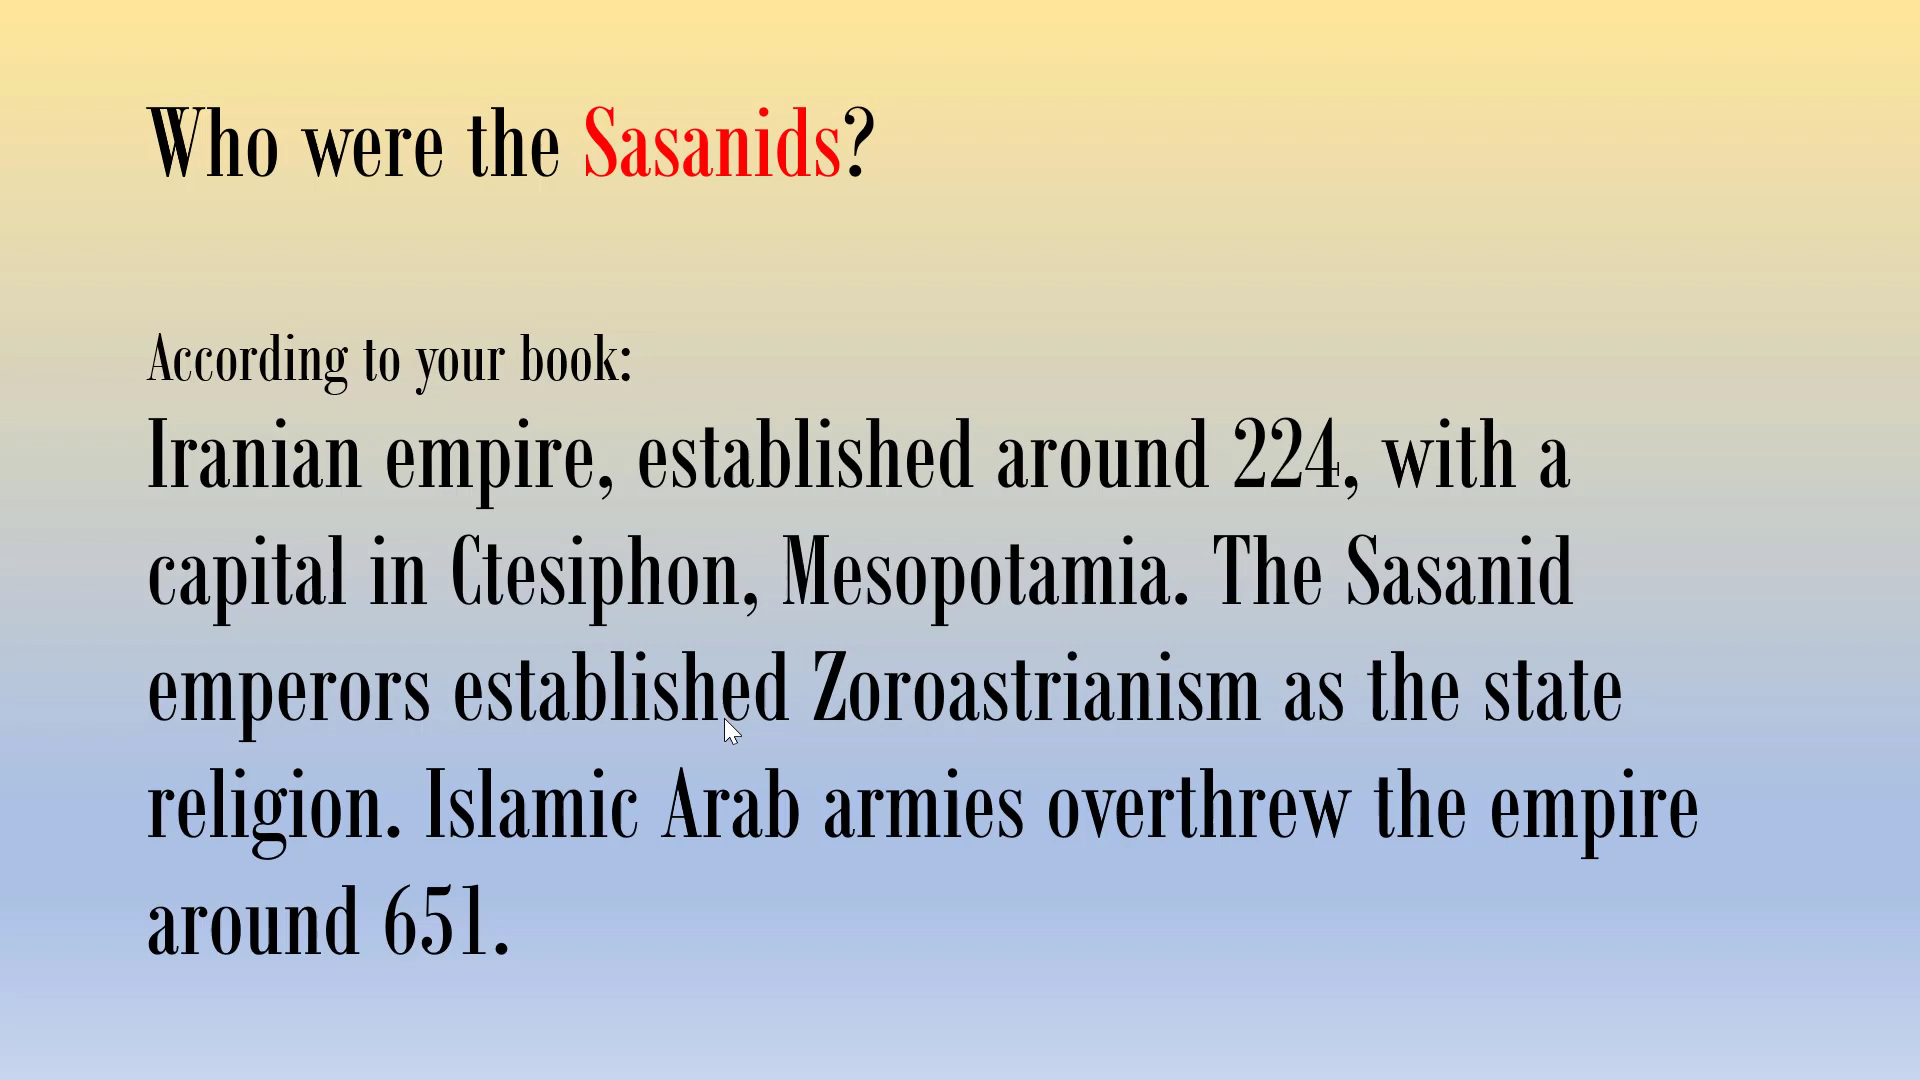 Who were the Sasanids?
According to your book:
Iranian empire, established around 224, with a
capital in Ctesiphon, Mesopotamia. The Sasanid
emperors established Zoroastrianism as the state
religion. Islamic Arab armies overthrew the empire
around 651.